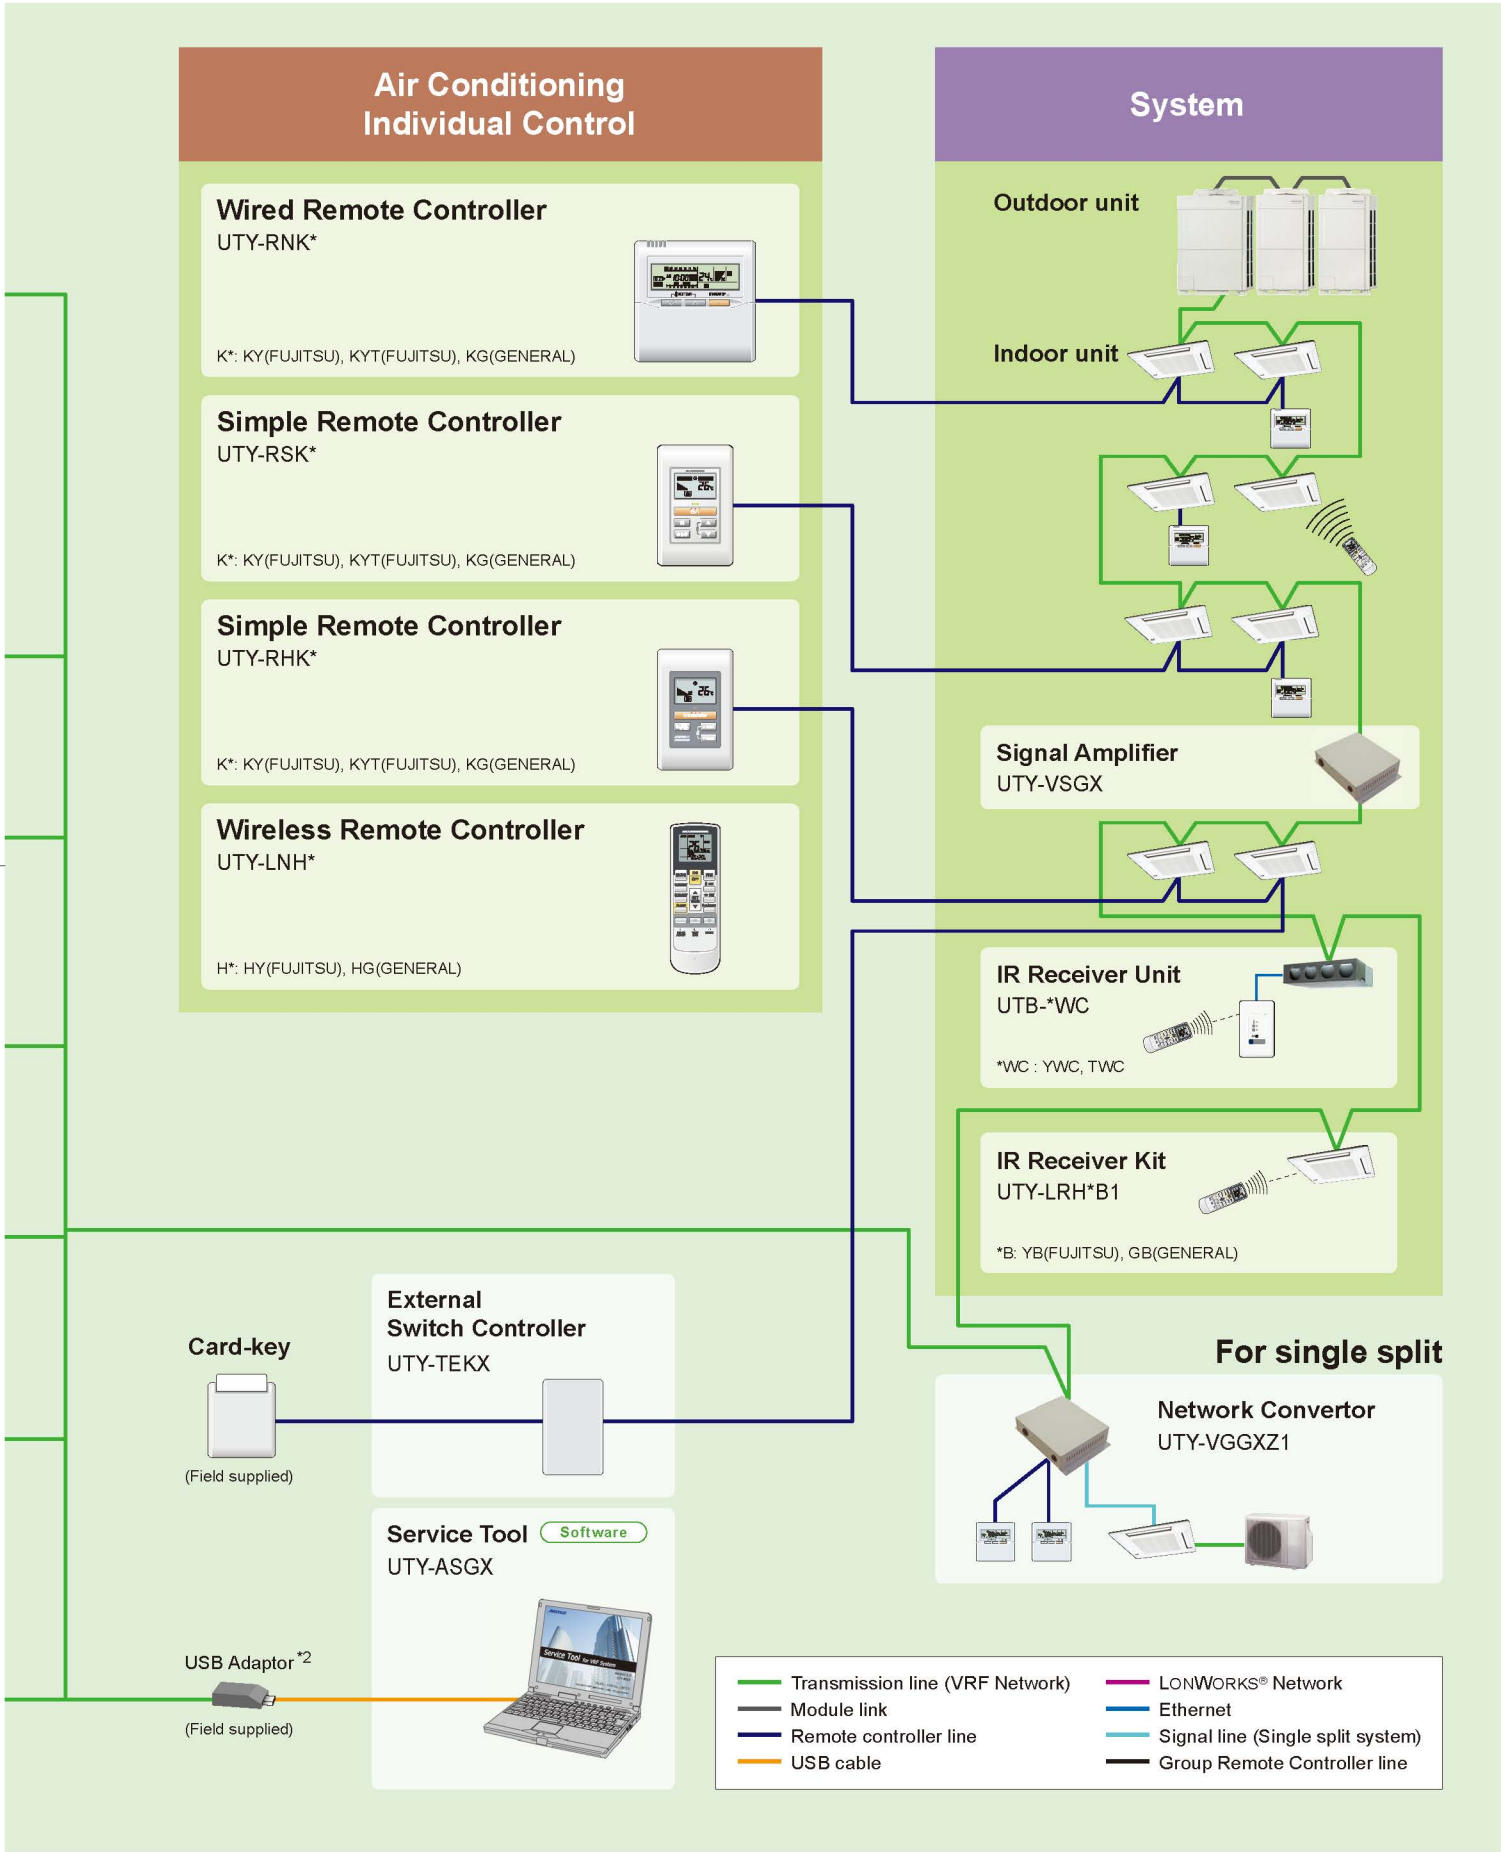 Air Conditioning
Individual Control
Wired Remote Controller
UTY-RNK*
K*: KY(FUJITSU), KYT(FUJITSU), KG(GENERAL)
Simple Remote Controller
UTY-RSK*
K*: KY(FUJITSU), KYT(FUJITSU), KG(GENERAL)
Simple Remote Controller
UTY-RHK*
K*: KY(FUJITSU), KYT(FUJITSU), KG(GENERAL)
Wireless Remote Controller
UTY-LNH*
H*: HY(FUJITSU), HG(GENERAL)
System
Outdoor unit
Indoor unit
Signal Amplifier
UTY-VSGX
IR Receiver Unit
UTB-*WC
*WC : YWC, TWC
IR Receiver Kit
UTY-LRH*B1
*B: YB(FUJITSU), GB(GENERAL)
Card-key
(Field supplied)
External
Switch Controller
UTY-TEKX
For single split
Network Convertor
UTY-VGGXZ1
Service Tool Software
UTY-ASGX
Service Tool for VRF System
USB Adaptor*2
(Field supplied)
Transmission line (VRF Network)
Module link
Remote controller line
USB cable
LONWORKS® Network
Ethernet
Signal line (Single split system)
Group Remote Controller line